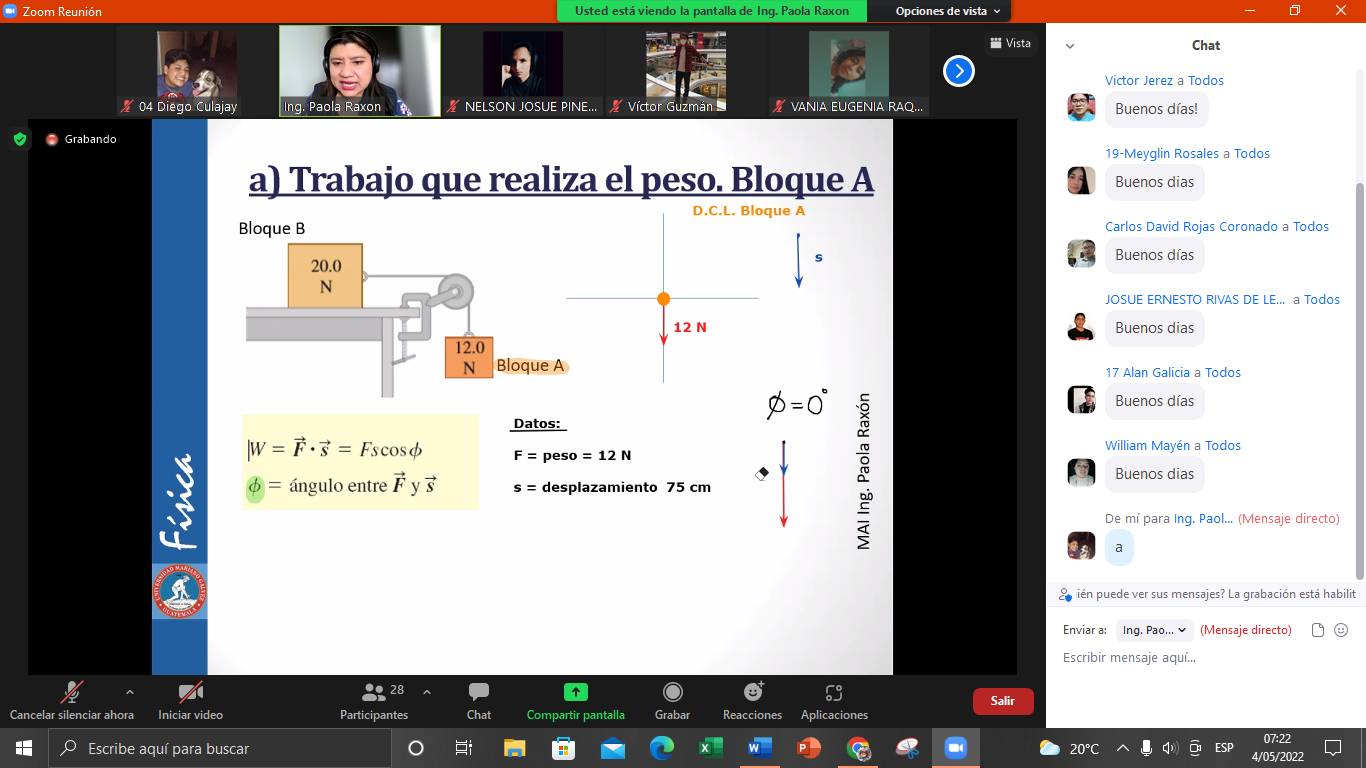 Zoom Reunión
Usted está viendo la pantalla de Ing. Paola Raxon
Opciones de vista
04 Diego Culajay
Ing. Paola Raxon
NELSON JOSUE PINE...
Víctor Guzmán
VANIA EUGENIA RAQ...
Vista
Grabando
a) Trabajo que realiza el peso. Bloque A
D.C.L. Bloque A
Bloque B
20.0
N
s
12 N
12.0
N
Bloque A
ϕ = 0°
W = F⃗ · s⃗ = Fs cos ϕ
ϕ = ángulo entre F⃗ y s⃗
Datos:
F = peso = 12 N
s = desplazamiento 75 cm
MAI Ing. Paola Raxón
Física
UNIVERSIDAD MARIANO GALVEZ
GUATEMALA
Chat
Victor Jerez a Todos
Buenos días!
19-Meyglin Rosales a Todos
Buenos dias
Carlos David Rojas Coronado a Todos
Buenos días
JOSUE ERNESTO RIVAS DE LE... a Todos
Buenos dias
17 Alan Galicia a Todos
Buenos días
William Mayén a Todos
Buenos dias
De mí para Ing. Paol... (Mensaje directo)
a
ién puede ver sus mensajes? La grabación está habilit
Enviar a: Ing. Pao... (Mensaje directo)
Escribir mensaje aquí...
Cancelar silenciar ahora
Iniciar video
Participantes
28
Chat
Compartir pantalla
Grabar
Reacciones
Aplicaciones
Salir
Escribe aquí para buscar
20°C
ESP
07:22
4/05/2022